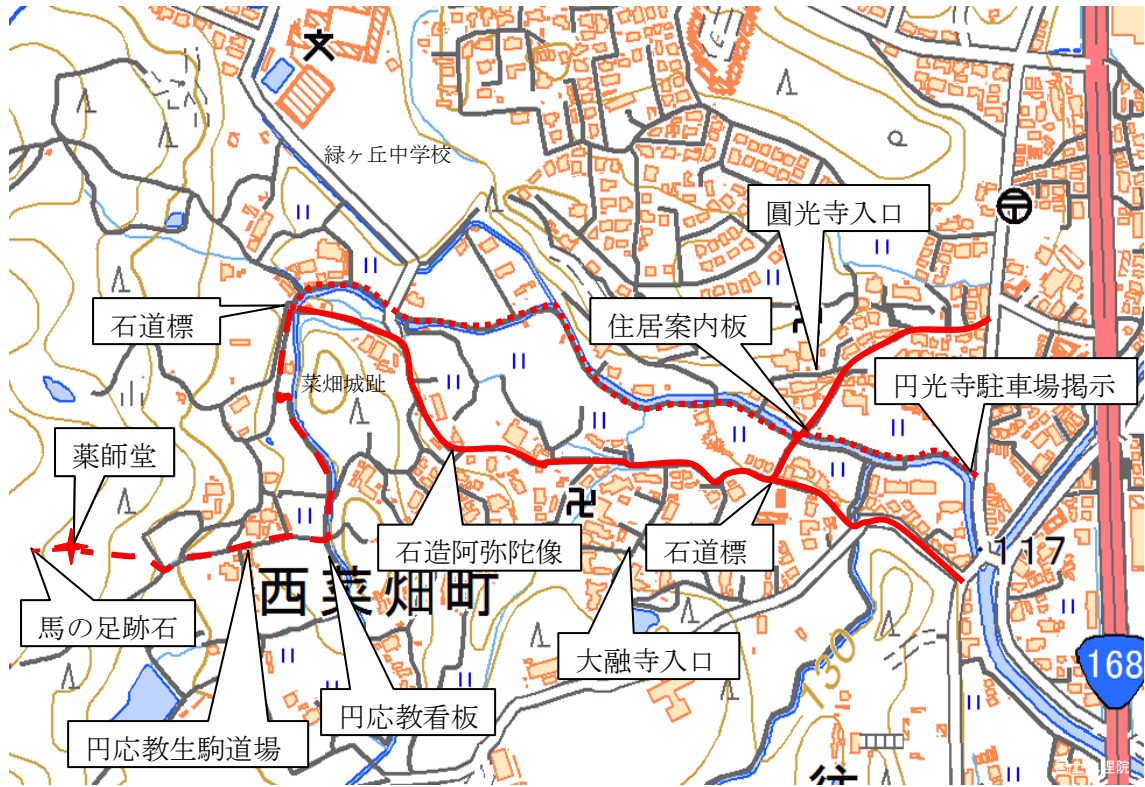 緑ヶ丘中学校
圓光寺入口
石道標
住居案内板
円光寺駐車場掲示
菜畑城趾
薬師堂
石造阿弥陀像
石道標
117
西菜畑町
馬の足跡石
大融寺入口
130
168
円応教看板
円応教生駒道場